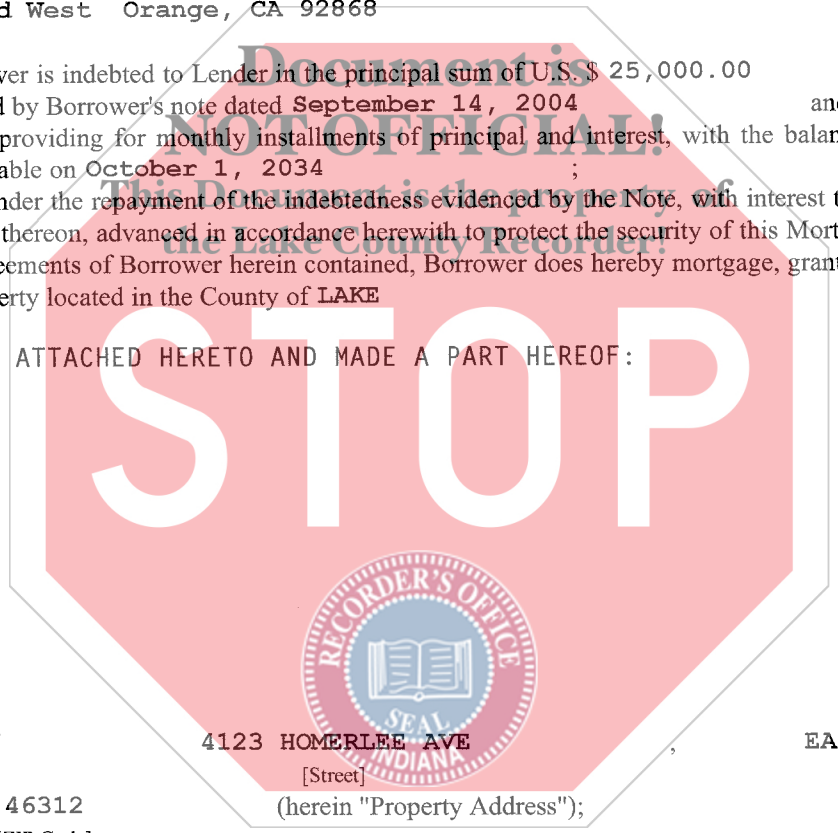 d West Orange, CA 92868
ver is indebted to Lender in the principal sum of U.S. $ 25,000.00
d by Borrower's note dated September 14, 2004 and
providing for monthly installments of principal and interest, with the balan
able on October 1, 2034 ;
nder the repayment of the indebtedness evidenced by the Note, with interest t
thereon, advanced in accordance herewith to protect the security of this Mort
eements of Borrower herein contained, Borrower does hereby mortgage, grant
erty located in the County of LAKE
ATTACHED HERETO AND MADE A PART HEREOF:
Document is
NOT OFFICIAL!
This Document is the property of
the Lake County Recorder!
STOP
RECORDER'S OFFICE
SEAL
INDIANA
4123 HOMERLEE AVE , EA
[Street]
46312 (herein "Property Address");